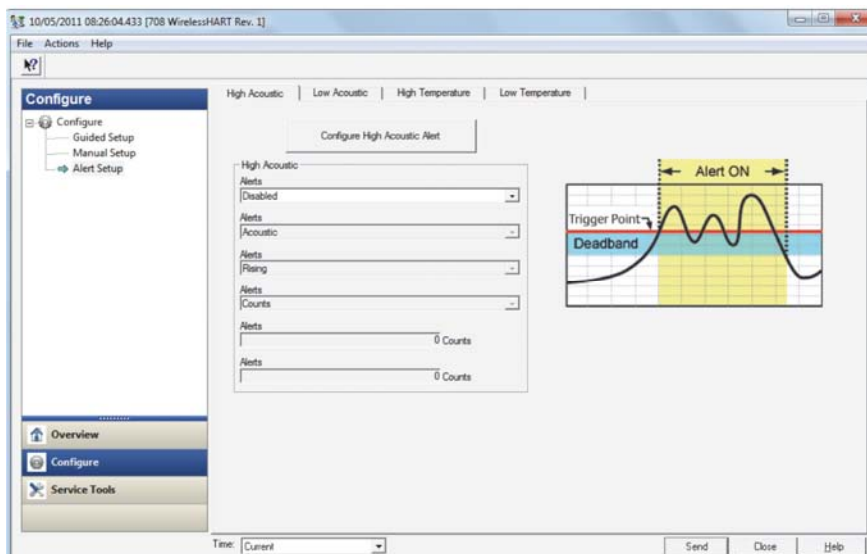 10/05/2011 08:26:04.433 [708 WirelessHART Rev. 1]
File Actions Help
Configure
Configure
Guided Setup
Manual Setup
Alert Setup
Overview
Configure
Service Tools
High Acoustic | Low Acoustic | High Temperature | Low Temperature |
Configure High Acoustic Alert
High Acoustic
Alerts
Disabled
Alerts
Acoustic
Alerts
Rising
Alerts
Counts
Alerts
0 Counts
Alerts
0 Counts
Alert ON
Trigger Point
Deadband
Time: Current
Send Close Help